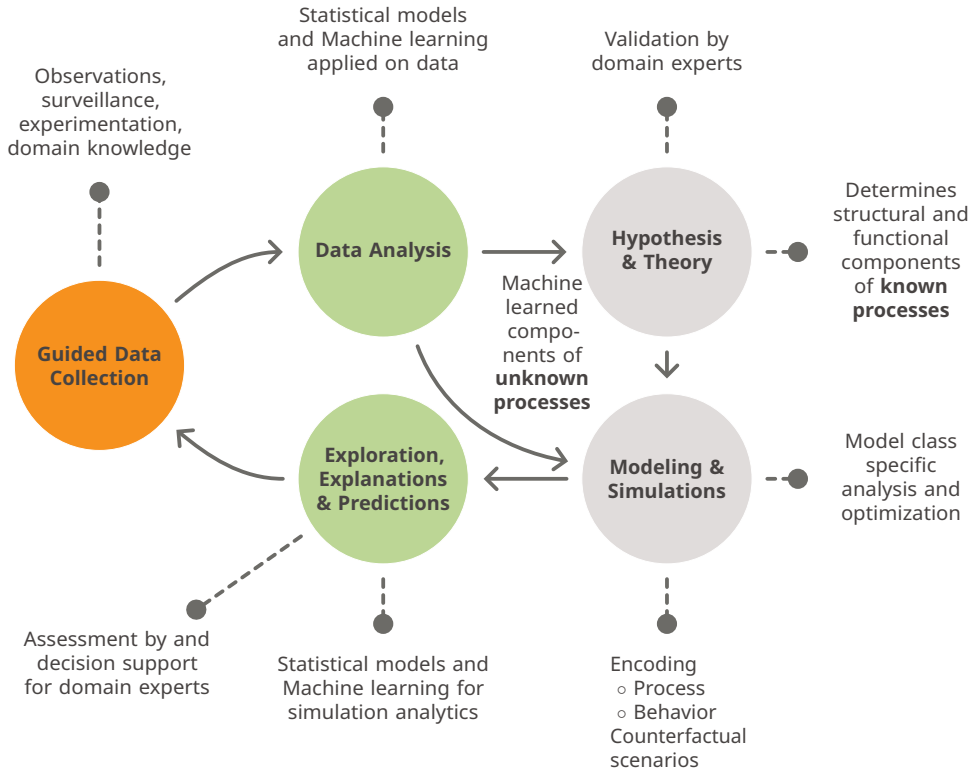 Statistical models
and Machine learning
applied on data
Validation by
domain experts
Observations,
surveillance,
experimentation,
domain knowledge
Data Analysis
Hypothesis
& Theory
Determines
structural and
functional
components
of known
processes
Machine
learned
compo-
nents of
unknown
processes
Guided Data
Collection
Exploration,
Explanations
& Predictions
Modeling &
Simulations
Model class
specific
analysis and
optimization
Assessment by and
decision support
for domain experts
Statistical models and
Machine learning for
simulation analytics
Encoding
○ Process
○ Behavior
Counterfactual
scenarios